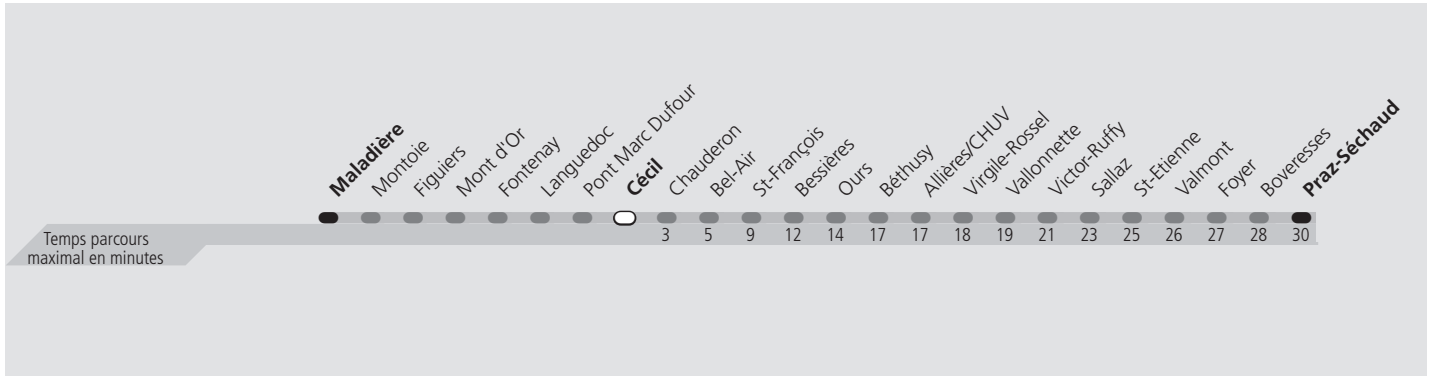 Maladière
Montoie
Figuiers
Mont d'Or
Fontenay
Languedoc
Pont Marc Dufour
Cécil
Chauderon
Bel-Air
St-François
Bessières
Ours
Béthusy
Allières/CHUV
Virgile-Rossel
Vallonnette
Victor-Ruffy
Sallaz
St-Etienne
Valmont
Foyer
Boveresses
Praz-Séchaud
Temps parcours
maximal en minutes
3 5 9 12 14 17 17 18 19 21 23 25 26 27 28 30